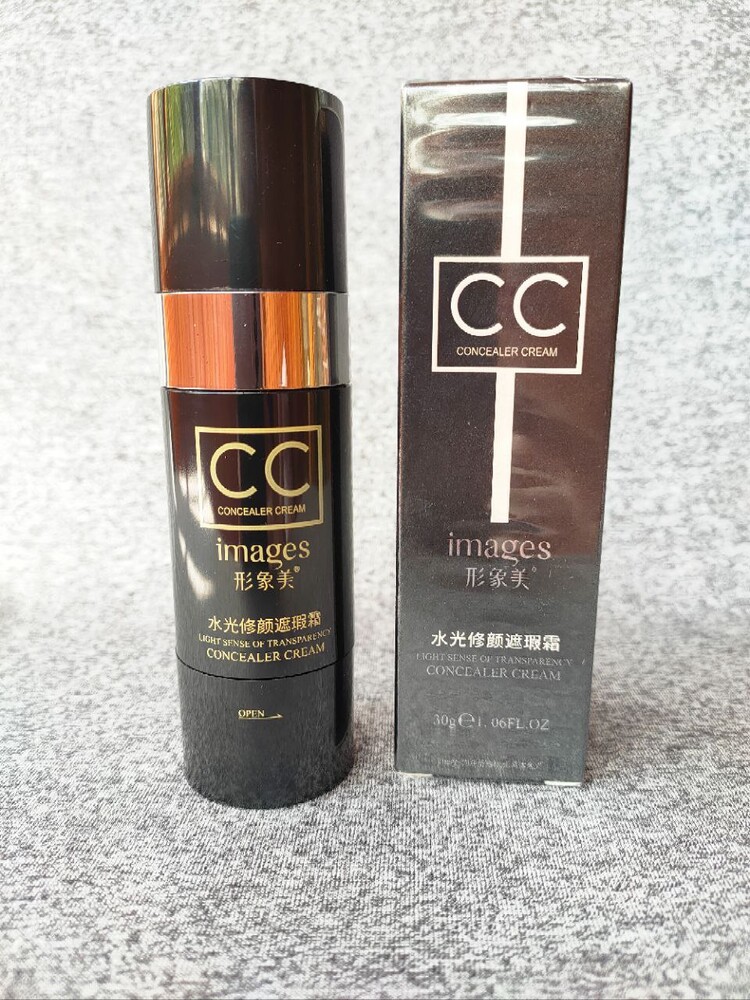 CC
CONCEALER CREAM
images
形象美®
水光修颜遮瑕霜
LIGHT SENSE OF TRANSPARENCY
CONCEALER CREAM
OPEN
CC
CONCEALER CREAM
images
形象美®
水光修颜遮瑕霜
LIGHT SENSE OF TRANSPARENCY
CONCEALER CREAM
30g℮1. 06FL.OZ